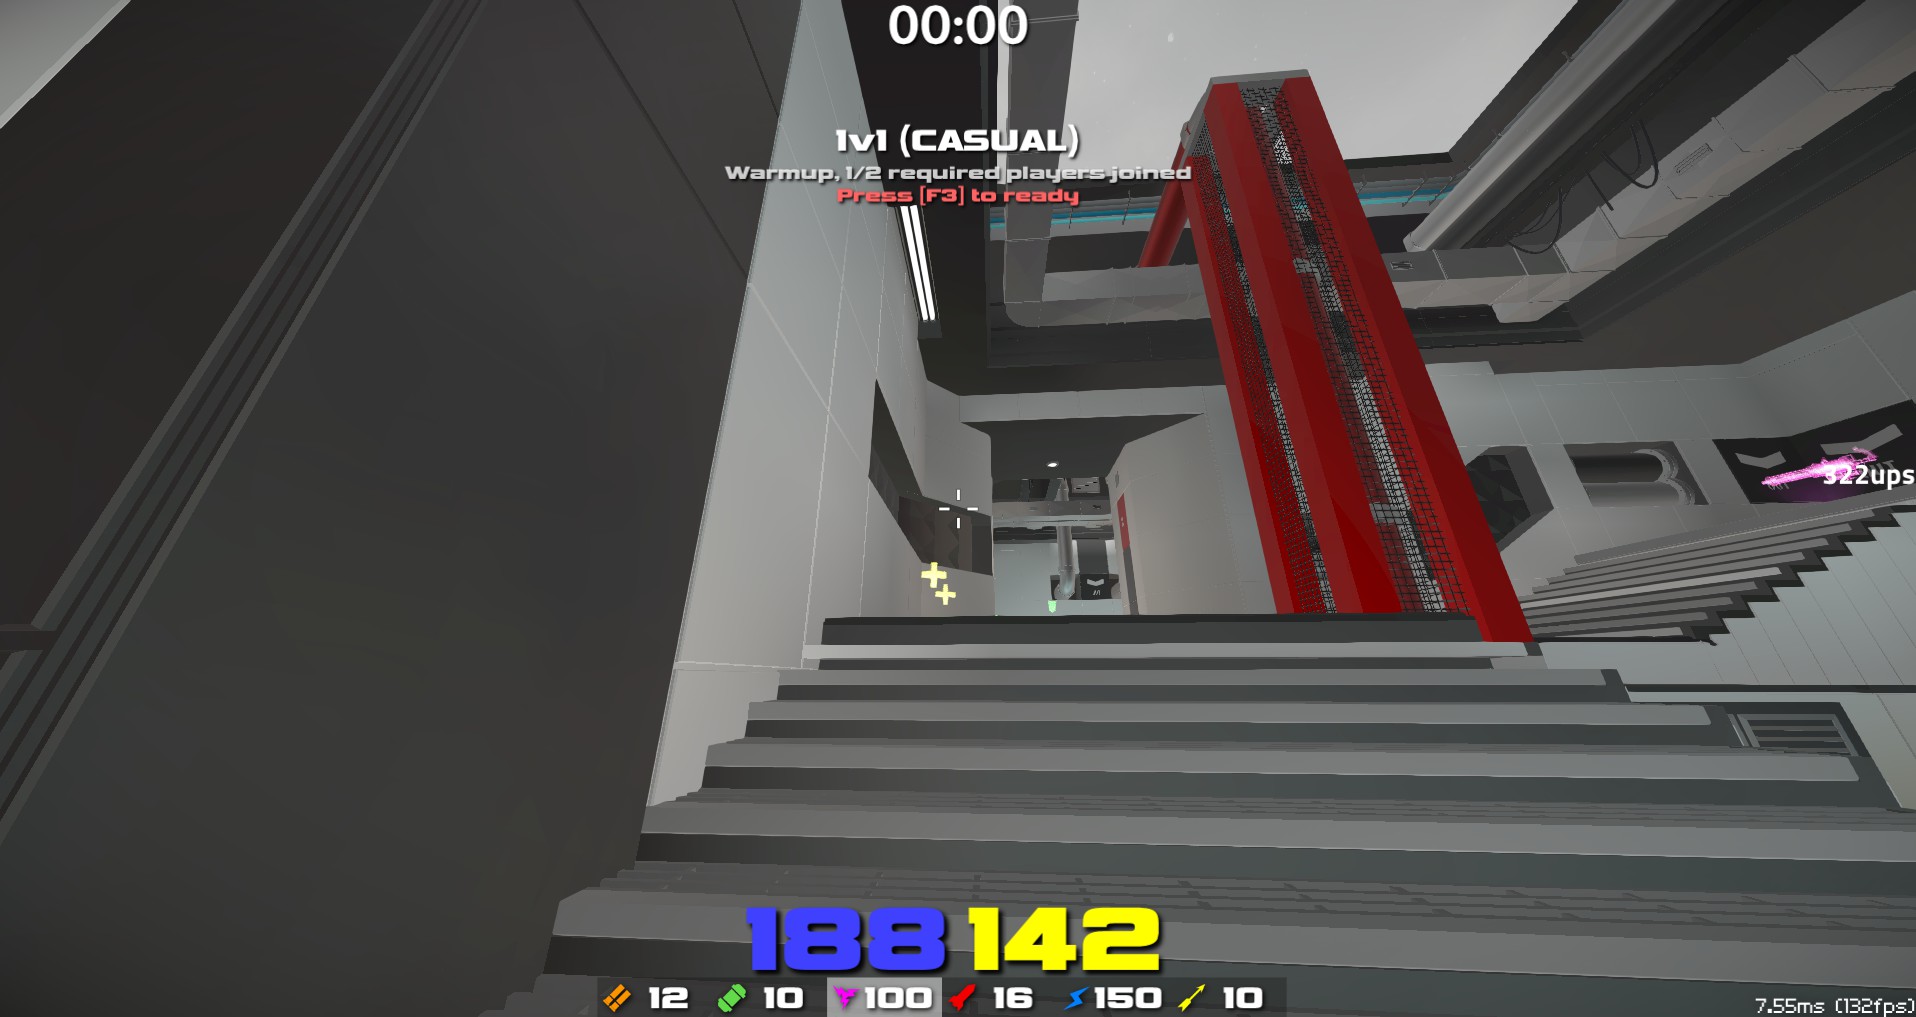 00:00
1v1 (CASUAL)
Warmup, 1/2 required players joined
Press [F3] to ready
322ups
188 142
12 10 100 16 150 10
7.55ms (132fps)